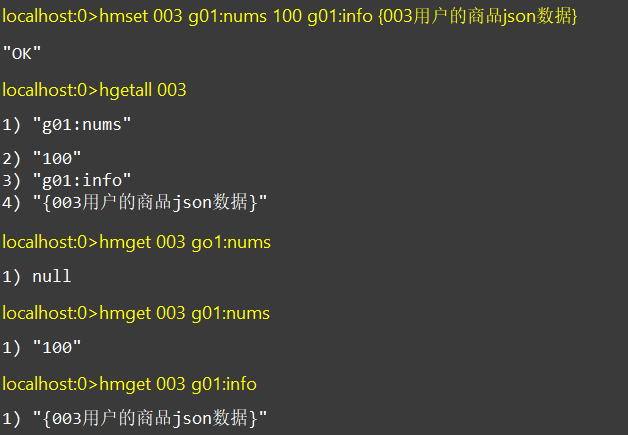 localhost:0>hmset 003 g01:nums 100 g01:info {003用户的商品json数据}
"OK"
localhost:0>hgetall 003
1) "g01:nums"
2) "100"
3) "g01:info"
4) "{003用户的商品json数据}"
localhost:0>hmget 003 go1:nums
1) null
localhost:0>hmget 003 g01:nums
1) "100"
localhost:0>hmget 003 g01:info
1) "{003用户的商品json数据}"